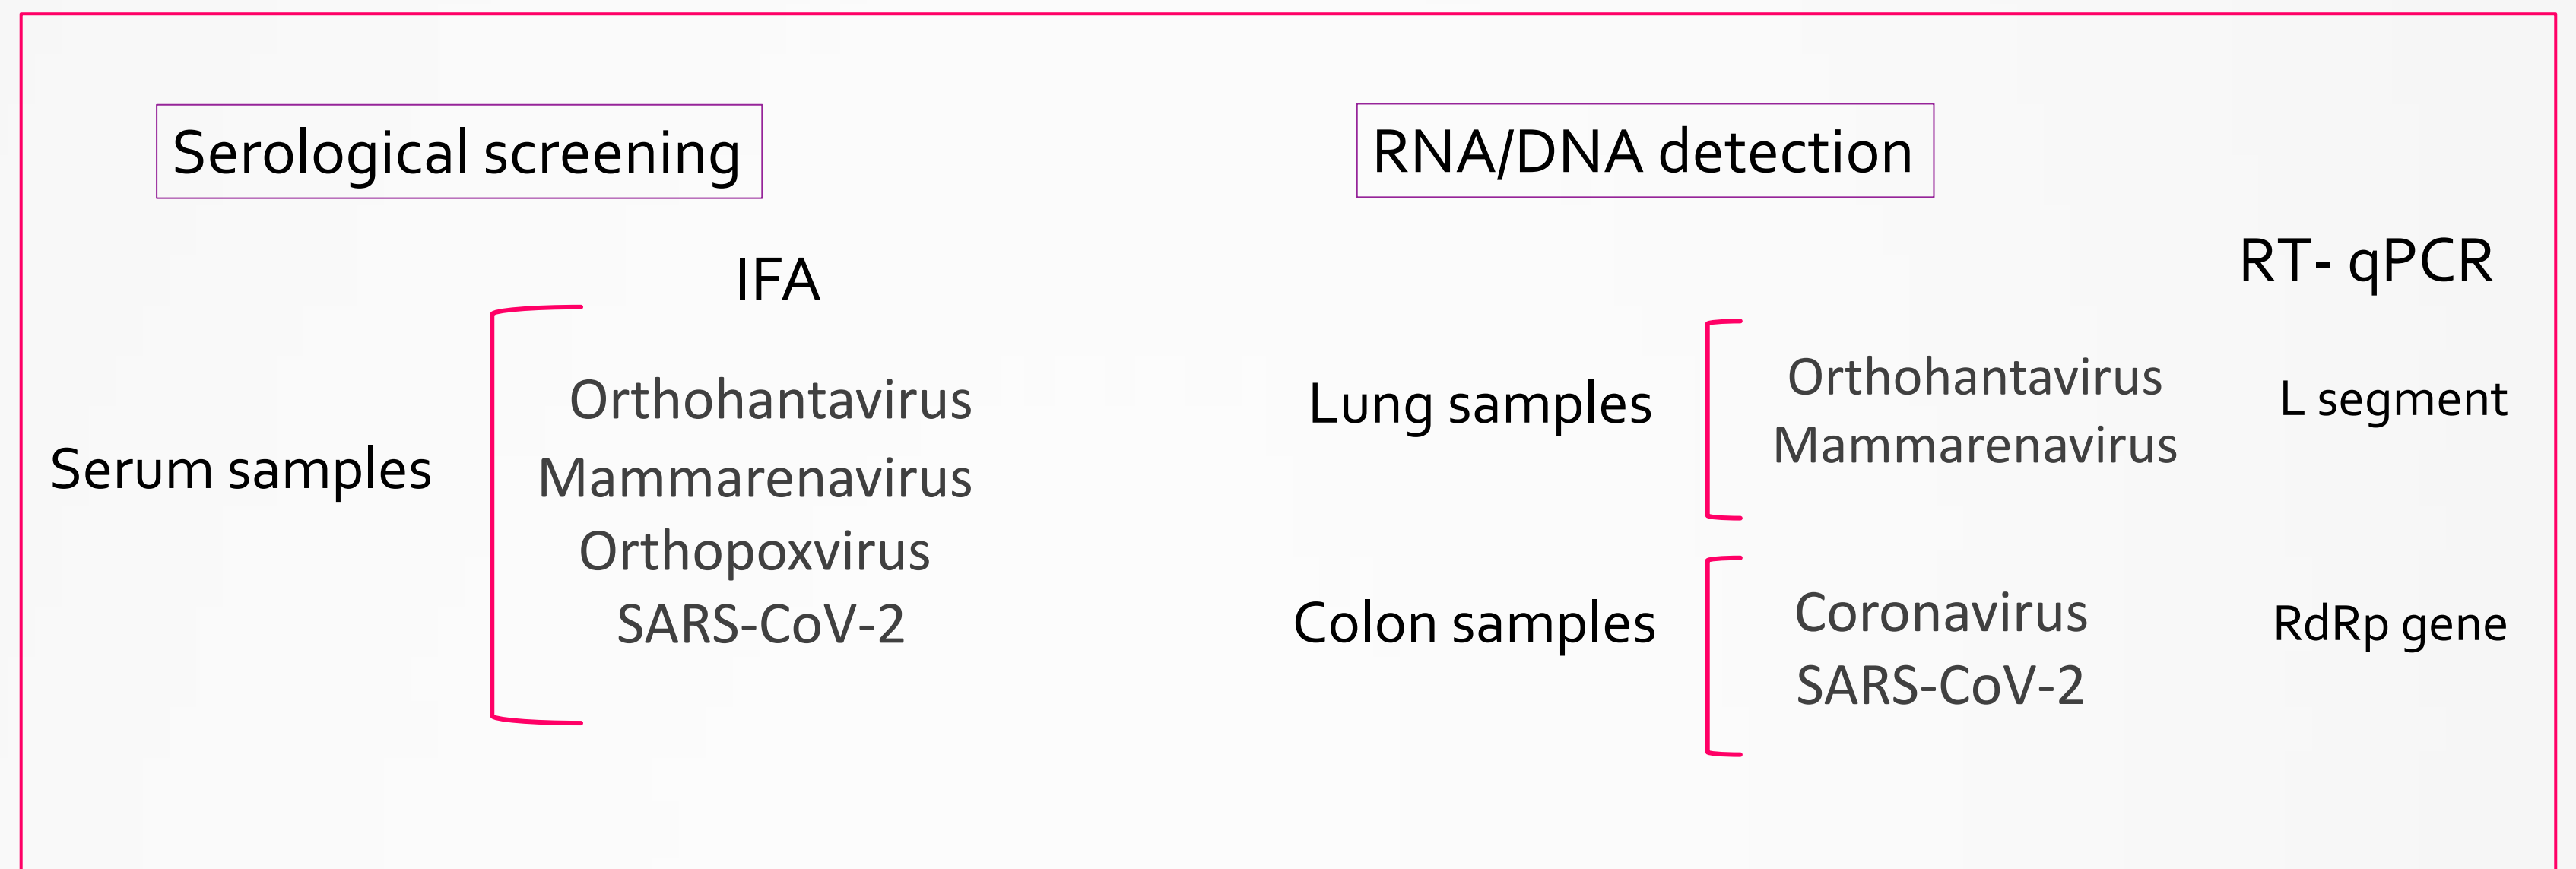 Serological screening
IFA
Serum samples
Orthohantavirus
Mammarenavirus
Orthopoxvirus
SARS-CoV-2
RNA/DNA detection
RT- qPCR
Lung samples
Orthohantavirus
Mammarenavirus
L segment
Colon samples
Coronavirus
SARS-CoV-2
RdRp gene